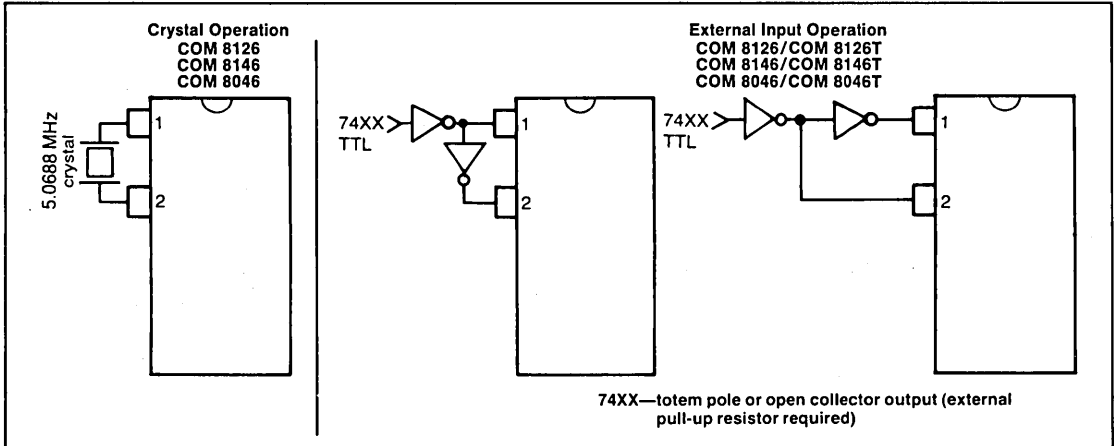 Crystal Operation
COM 8126
COM 8146
COM 8046
5.0688 MHz
crystal
1
2
External Input Operation
COM 8126/COM 8126T
COM 8146/COM 8146T
COM 8046/COM 8046T
74XX
TTL
1
2
74XX
TTL
1
2
74XX—totem pole or open collector output (external
pull-up resistor required)